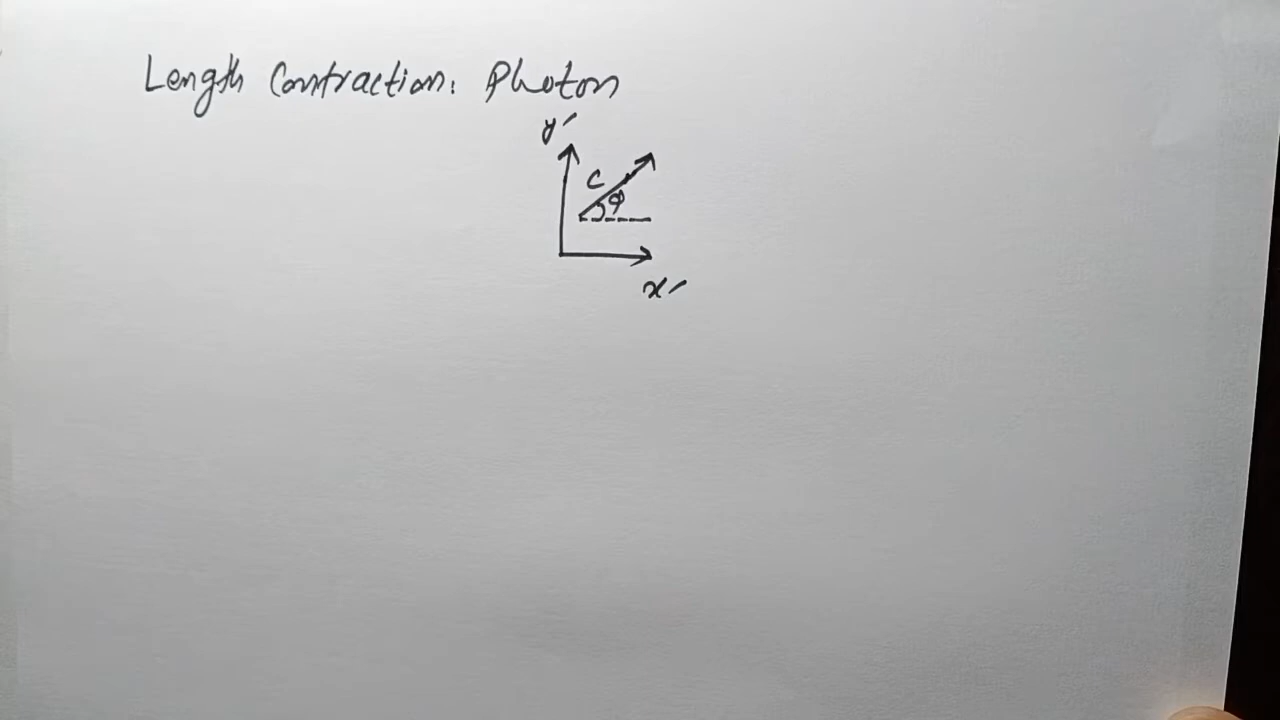 Length Contraction: Photon
y'
c
φ
x'